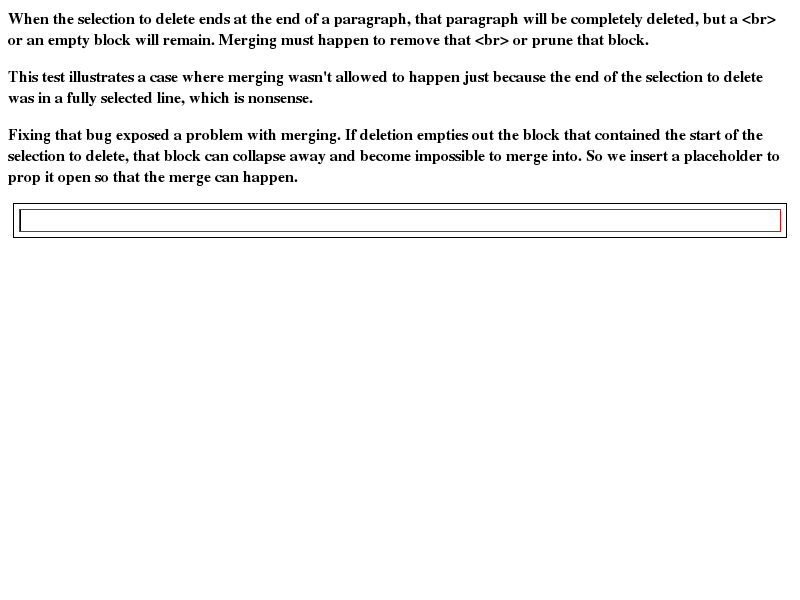 When the selection to delete ends at the end of a paragraph, that paragraph will be completely deleted, but a <br>
or an empty block will remain. Merging must happen to remove that <br> or prune that block.
This test illustrates a case where merging wasn't allowed to happen just because the end of the selection to delete
was in a fully selected line, which is nonsense.
Fixing that bug exposed a problem with merging. If deletion empties out the block that contained the start of the
selection to delete, that block can collapse away and become impossible to merge into. So we insert a placeholder to
prop it open so that the merge can happen.